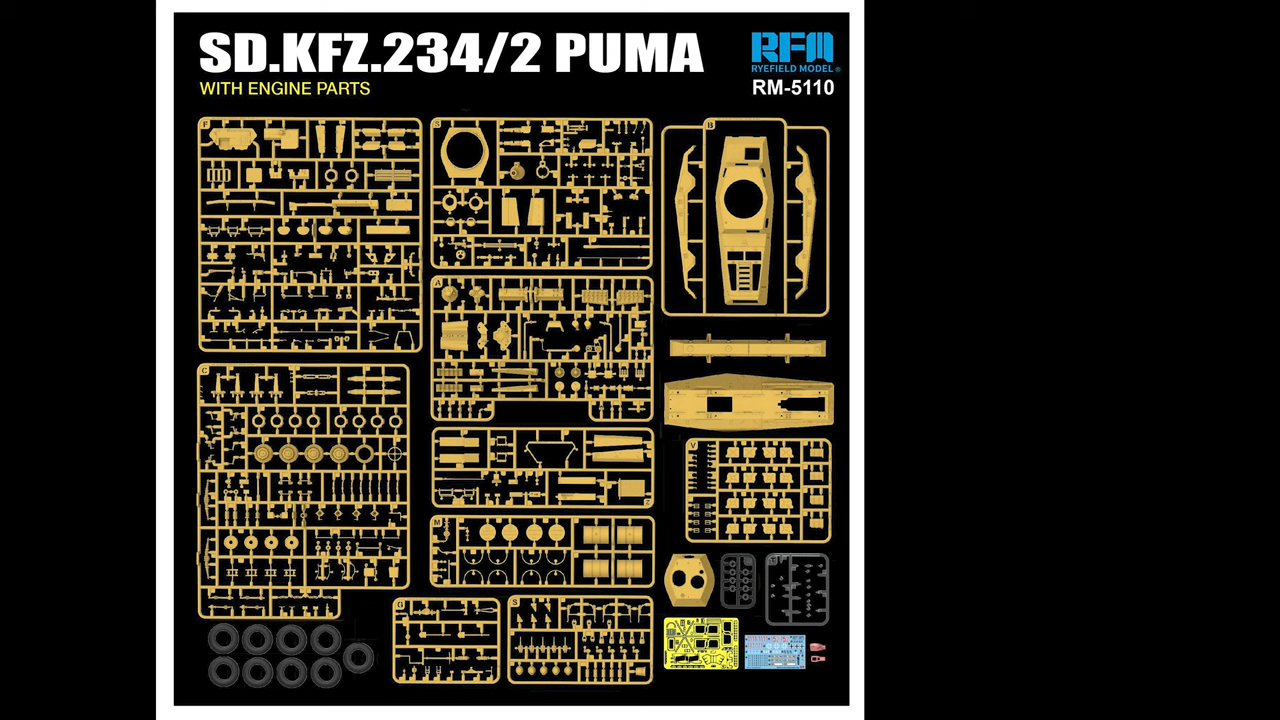 SD.KFZ.234/2 PUMA
WITH ENGINE PARTS
RFM
RYEFIELD MODEL®
RM-5110
F
B
A
C
V
M
G
S